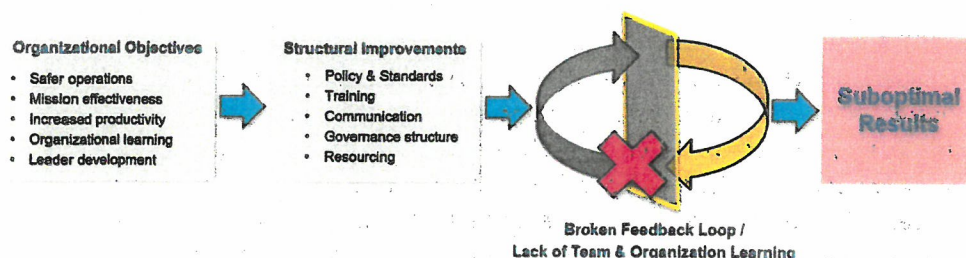 Organizational Objectives
• Safer operations
• Mission effectiveness
• Increased productivity
• Organizational learning
• Leader development
Structural Improvements
• Policy & Standards
• Training
• Communication
• Governance structure
• Resourcing
Broken Feedback Loop /
Lack of Team & Organization Learning
Suboptimal
Results